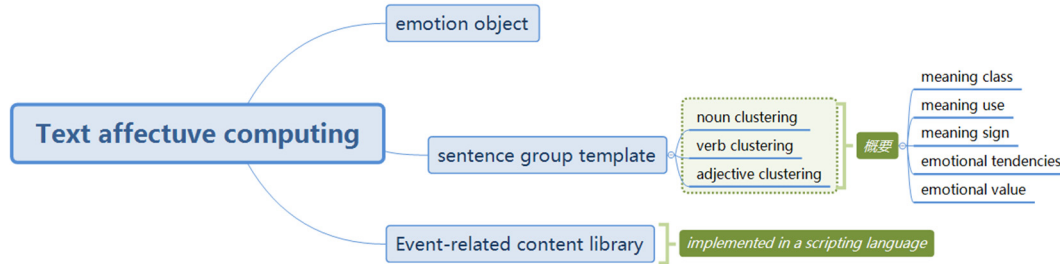 emotion object
Text affectuve computing
sentence group template
noun clustering
verb clustering
adjective clustering
概要
meaning class
meaning use
meaning sign
emotional tendencies
emotional value
Event-related content library
implemented in a scripting language